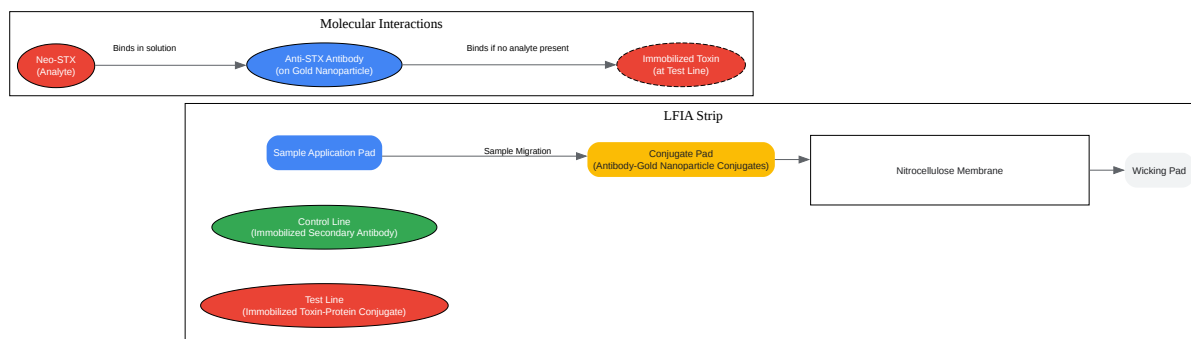 Molecular Interactions
Neo-STX
(Analyte)
Binds in solution
Anti-STX Antibody
(on Gold Nanoparticle)
Binds if no analyte present
Immobilized Toxin
(at Test Line)
LFIA Strip
Sample Application Pad
Sample Migration
Conjugate Pad
(Antibody-Gold Nanoparticle Conjugates)
Nitrocellulose Membrane
Wicking Pad
Control Line
(Immobilized Secondary Antibody)
Test Line
(Immobilized Toxin-Protein Conjugate)